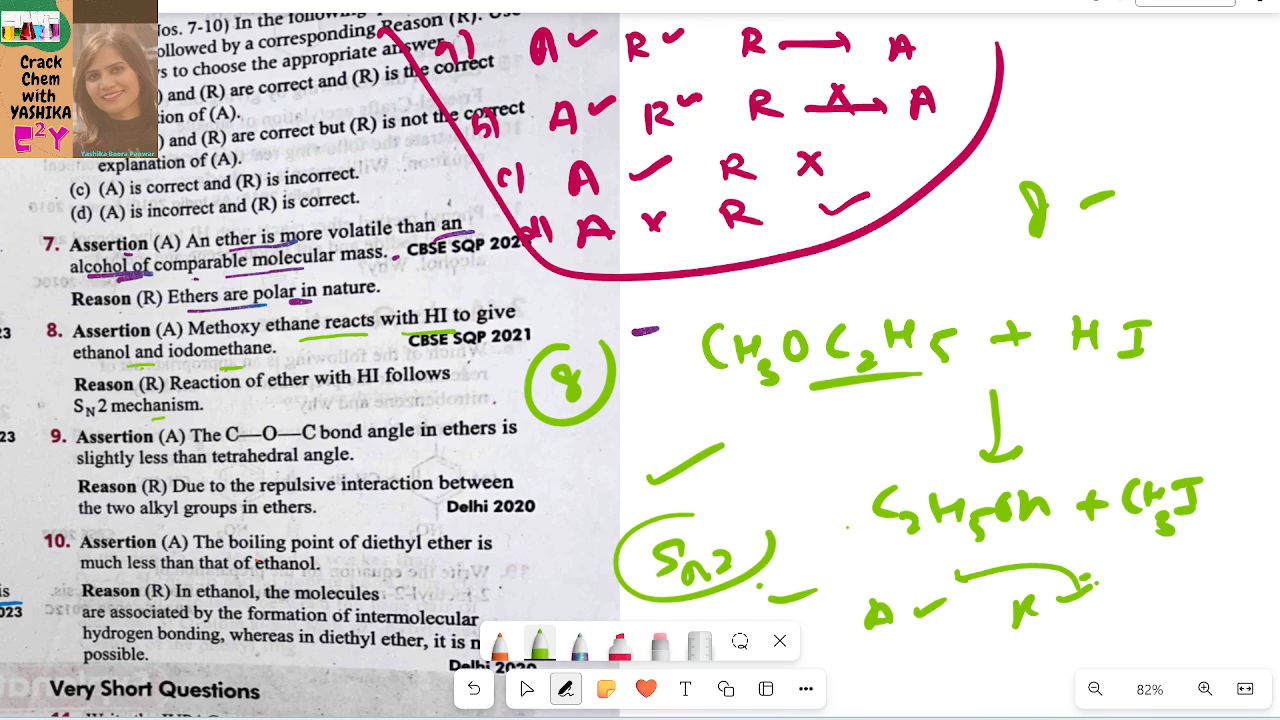 Crack
Chem
with
YASHIKA
E2Y
Yashika Boora Panwar
Nos. 7-10) In the
followed by a corresponding Reason (R).
to choose the appropriate answer
and (R) are correct and (R) is the correct
of (A).
and (R) are correct but (R) is not the correct
explanation of (A).
(c) (A) is correct and (R) is incorrect.
(d) (A) is incorrect and (R) is correct.
7. Assertion (A) An ether is more volatile than an
alcohol of comparable molecular mass. CBSE SQP
Reason (R) Ethers are polar in nature.
8. Assertion (A) Methoxy ethane reacts with HI to give
ethanol and iodomethane. CBSE SQP 2021
Reason (R) Reaction of ether with HI follows
SN2 mechanism.
9. Assertion (A) The C—O—C bond angle in ethers is
slightly less than tetrahedral angle.
Reason (R) Due to the repulsive interaction between
the two alkyl groups in ethers. Delhi 2020
10. Assertion (A) The boiling point of diethyl ether is
much less than that of ethanol.
Reason (R) In ethanol, the molecules
are associated by the formation of intermolecular
hydrogen bonding, whereas in diethyl ether, it is
possible.
Delhi 2020
Very Short Questions
a) A ✓ R ✓ R → A
b) A ✓ R ✓ R → A
c) A ✓ R X
d) A x R ✓
8 -
8
CH3OC2H5 + HI
↓
C2H5OH + CH3I
SN2
A ✓ R
82%